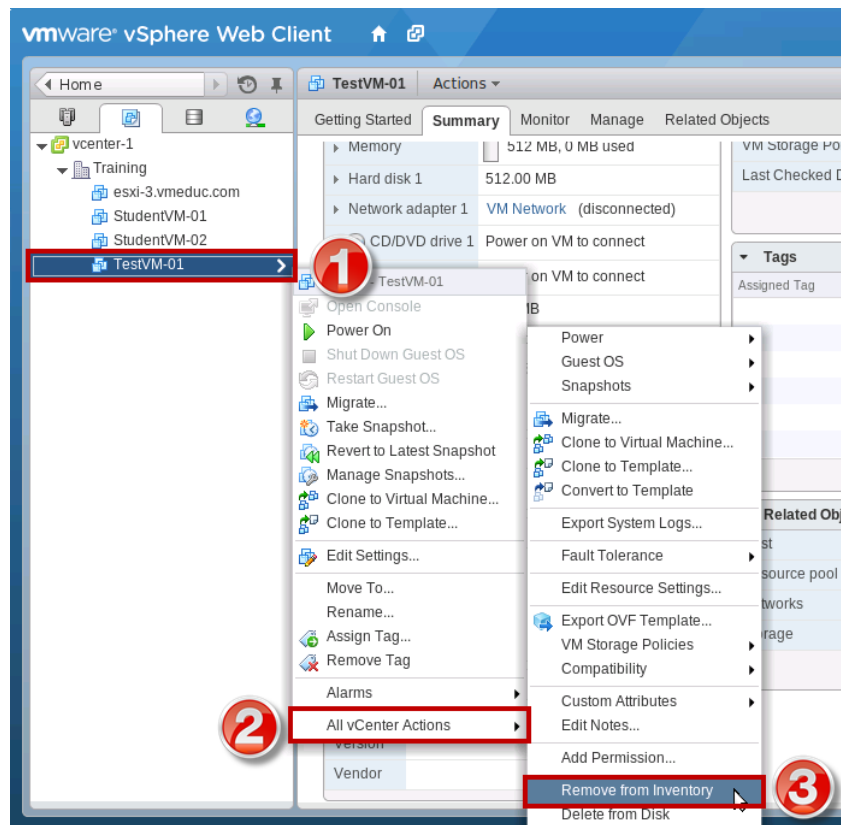 vmware® vSphere Web Client
Home
vcenter-1
Training
esxi-3.vmeduc.com
StudentVM-01
StudentVM-02
TestVM-01
TestVM-01 Actions
Getting Started Summary Monitor Manage Related Objects
Memory 512 MB, 0 MB used
Hard disk 1 512.00 MB
Network adapter 1 VM Network (disconnected)
CD/DVD drive 1 Power on VM to connect
on VM to connect
Version
Vendor
VM Storage Po
Last Checked D
Tags
Assigned Tag
Related Obj
st
source pool
tworks
rage
1
- TestVM-01
Open Console
Power On
Shut Down Guest OS
Restart Guest OS
Migrate...
Take Snapshot...
Revert to Latest Snapshot
Manage Snapshots...
Clone to Virtual Machine...
Clone to Template...
Edit Settings...
Move To...
Rename...
Assign Tag...
Remove Tag
Alarms
2
All vCenter Actions
Power
Guest OS
Snapshots
Migrate...
Clone to Virtual Machine...
Clone to Template...
Convert to Template
Export System Logs...
Fault Tolerance
Edit Resource Settings...
Export OVF Template...
VM Storage Policies
Compatibility
Custom Attributes
Edit Notes...
Add Permission...
Remove from Inventory
3
Delete from Disk